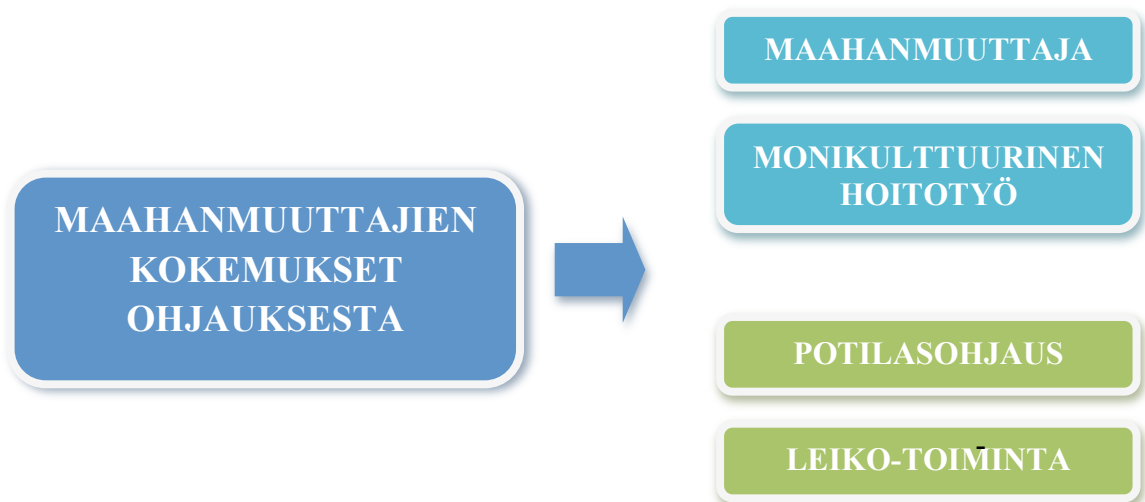 MAAHANMUUTTAJIEN
KOKEMUKSET
OHJAUKSESTA
MAAHANMUUTTAJA
MONIKULTTUURINEN
HOITOTYÖ
POTILASOHJAUS
LEIKO-TOIMINTA